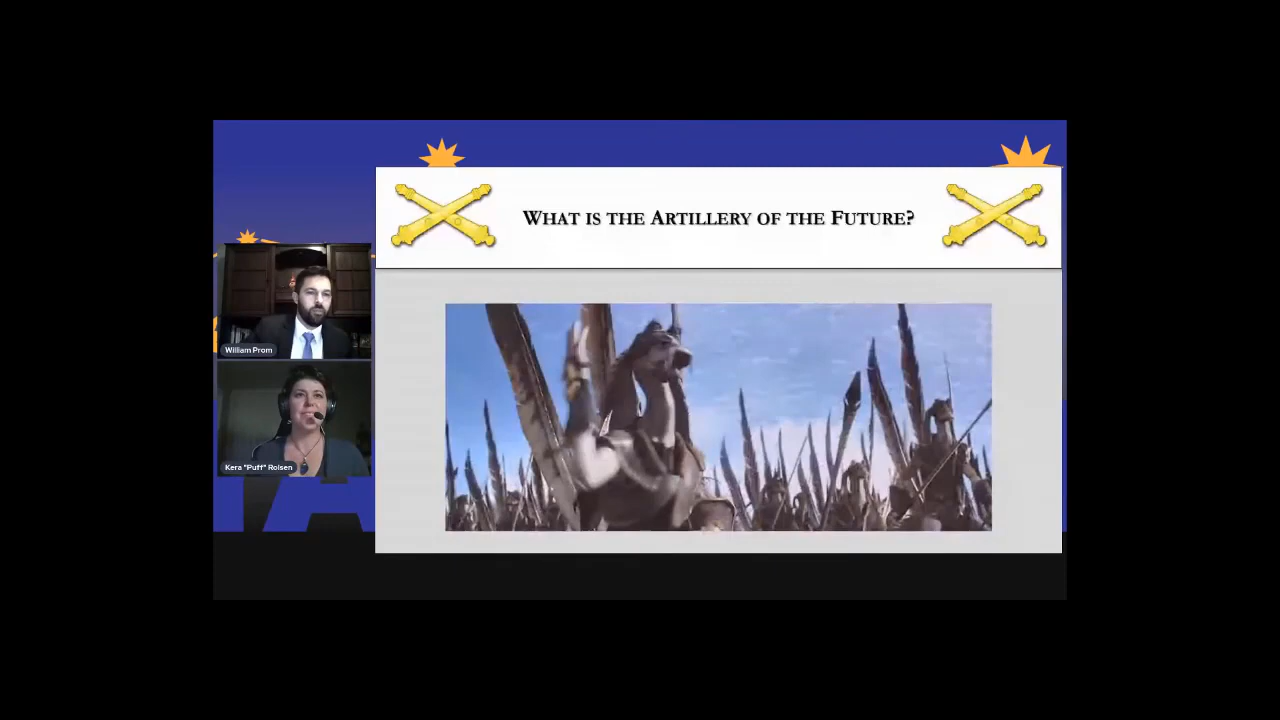 WHAT IS THE ARTILLERY OF THE FUTURE?
William Prom
Kera "Puff" Rolsen